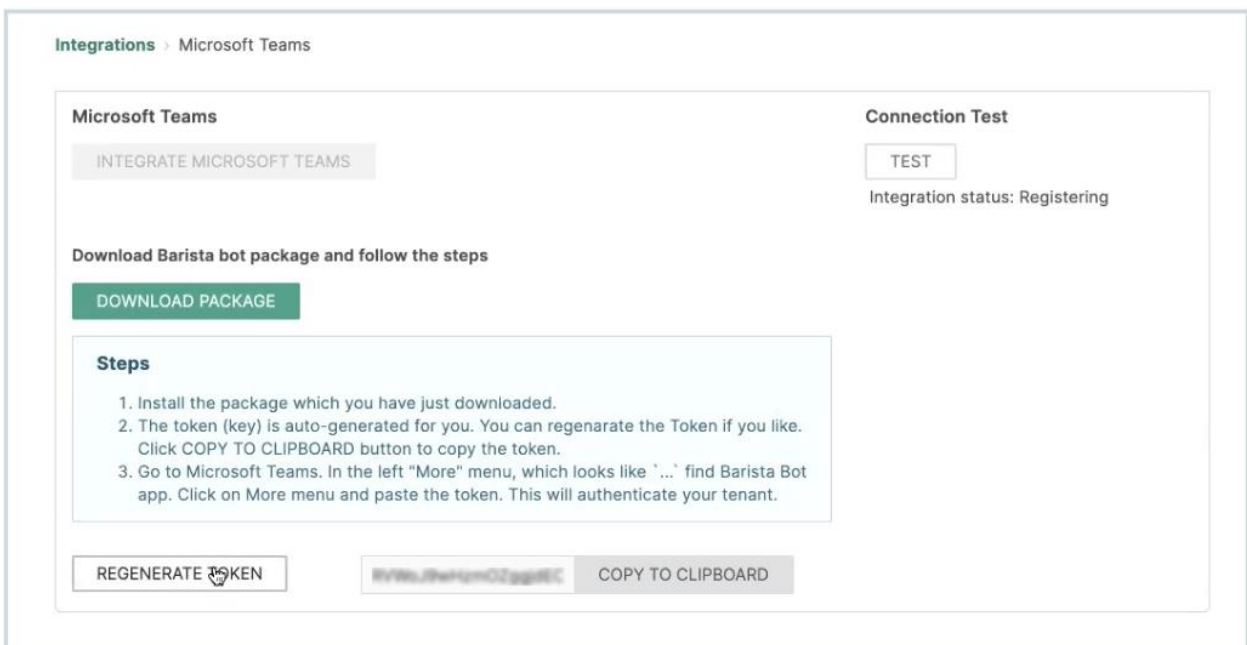 Integrations › Microsoft Teams
Microsoft Teams
Connection Test
INTEGRATE MICROSOFT TEAMS
TEST
Integration status: Registering
Download Barista bot package and follow the steps
DOWNLOAD PACKAGE
Steps
1. Install the package which you have just downloaded.
2. The token (key) is auto-generated for you. You can regenarate the Token if you like.
Click COPY TO CLIPBOARD button to copy the token.
3. Go to Microsoft Teams. In the left "More" menu, which looks like `...` find Barista Bot
app. Click on More menu and paste the token. This will authenticate your tenant.
REGENERATE TOKEN
COPY TO CLIPBOARD